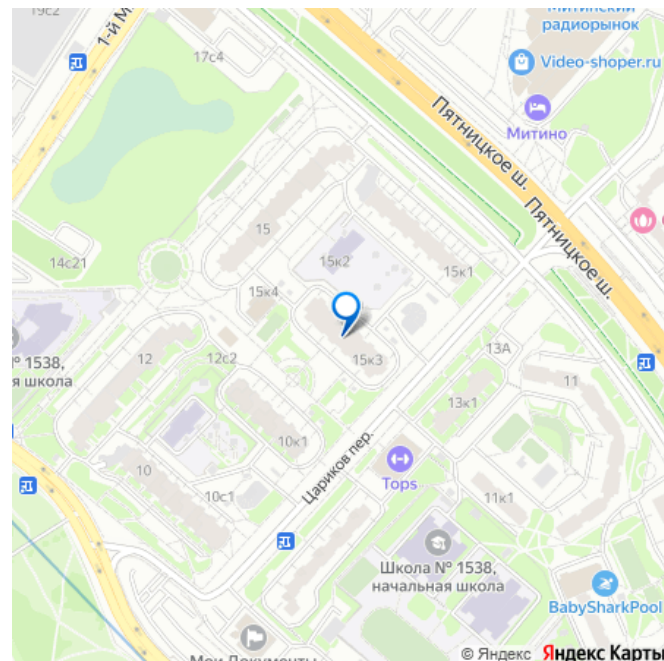 19с2
1-й М
17с4
Митинский
радиорынок
Video-shoper.ru
Митино
Пятницкое ш.
Пятницкое ш.
15
15к2
15к1
14с21
15к4
15к3
№ 1538,
я школа
12
12с2
13А
11
13к1
10к1
10
10с1
Цариков пер.
Tops
11к1
Школа № 1538,
начальная школа
BabySharkPool
Мои Документы
© Яндекс Яндекс Карты